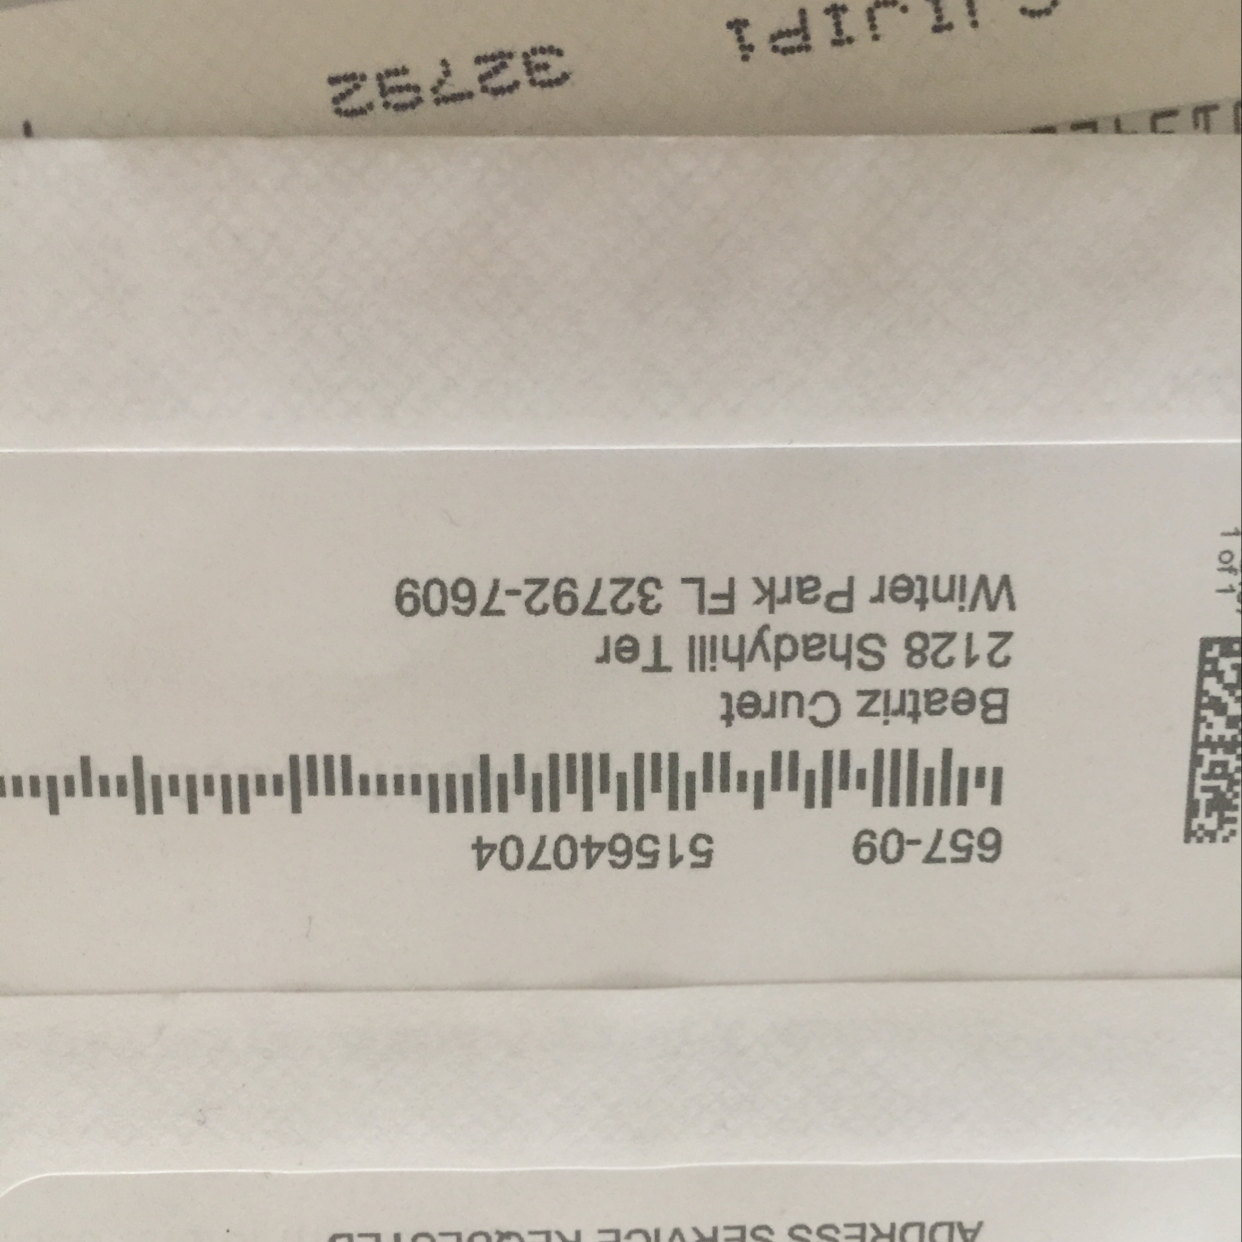 ADDRESS SERVICE REQUESTED
657-09 515640704
Beatriz Curet
2128 Shadyhill Ter
Winter Park FL 32792-7609
1 of 1
32792